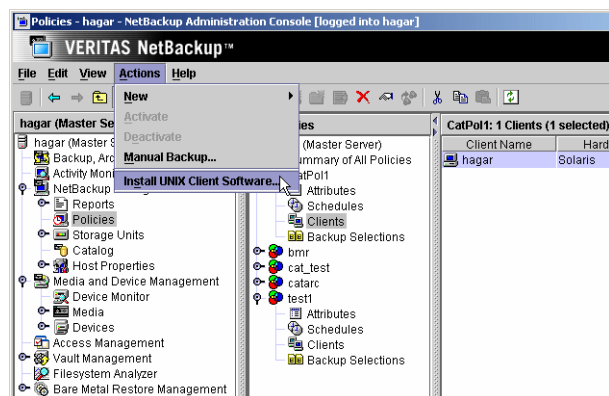 Policies - hagar - NetBackup Administration Console [logged into hagar]
VERITAS NetBackup™
File Edit View Actions Help
New
Activate
Deactivate
Manual Backup...
Install UNIX Client Software...
hagar (Master Se
hagar (Master S
Backup, Arc
Activity Moni
NetBackup
Reports
Policies
Storage Units
Catalog
Host Properties
Media and Device Management
Device Monitor
Media
Devices
Access Management
Vault Management
Filesystem Analyzer
Bare Metal Restore Management
ies
(Master Server)
ummary of All Policies
atPol1
Attributes
Schedules
Clients
Backup Selections
bmr
cat_test
catarc
test1
Attributes
Schedules
Clients
Backup Selections
CatPol1: 1 Clients (1 selected)
Client Name Hard
hagar Solaris